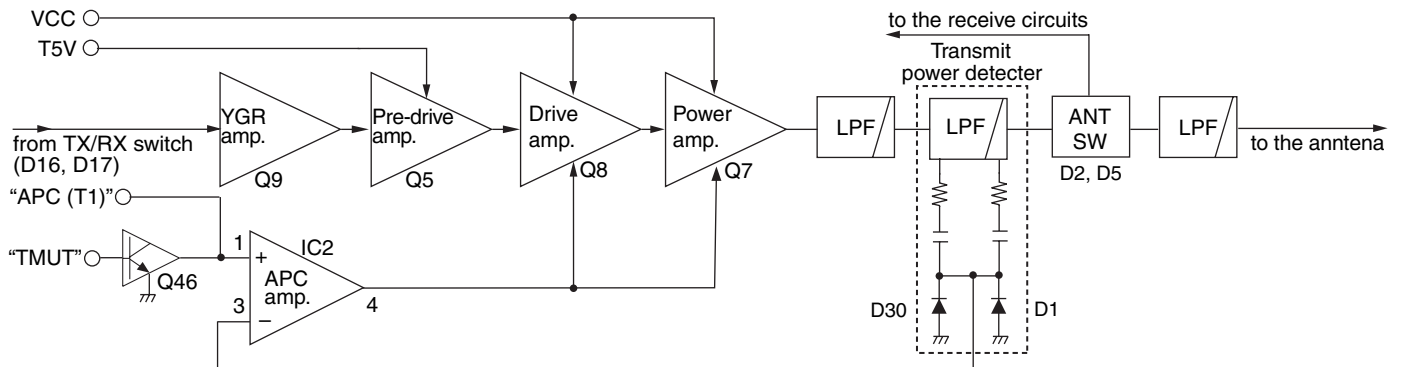 VCC
T5V
to the receive circuits
Transmit
power detecter
YGR
amp.
Pre-drive
amp.
Drive
amp.
Power
amp.
LPF
LPF
ANT
SW
LPF
from TX/RX switch
(D16, D17)
to the anntena
Q9
Q5
Q8
Q7
D2, D5
"APC (T1)"
"TMUT"
Q46
1
+
IC2
APC
amp.
3
–
4
D30
D1